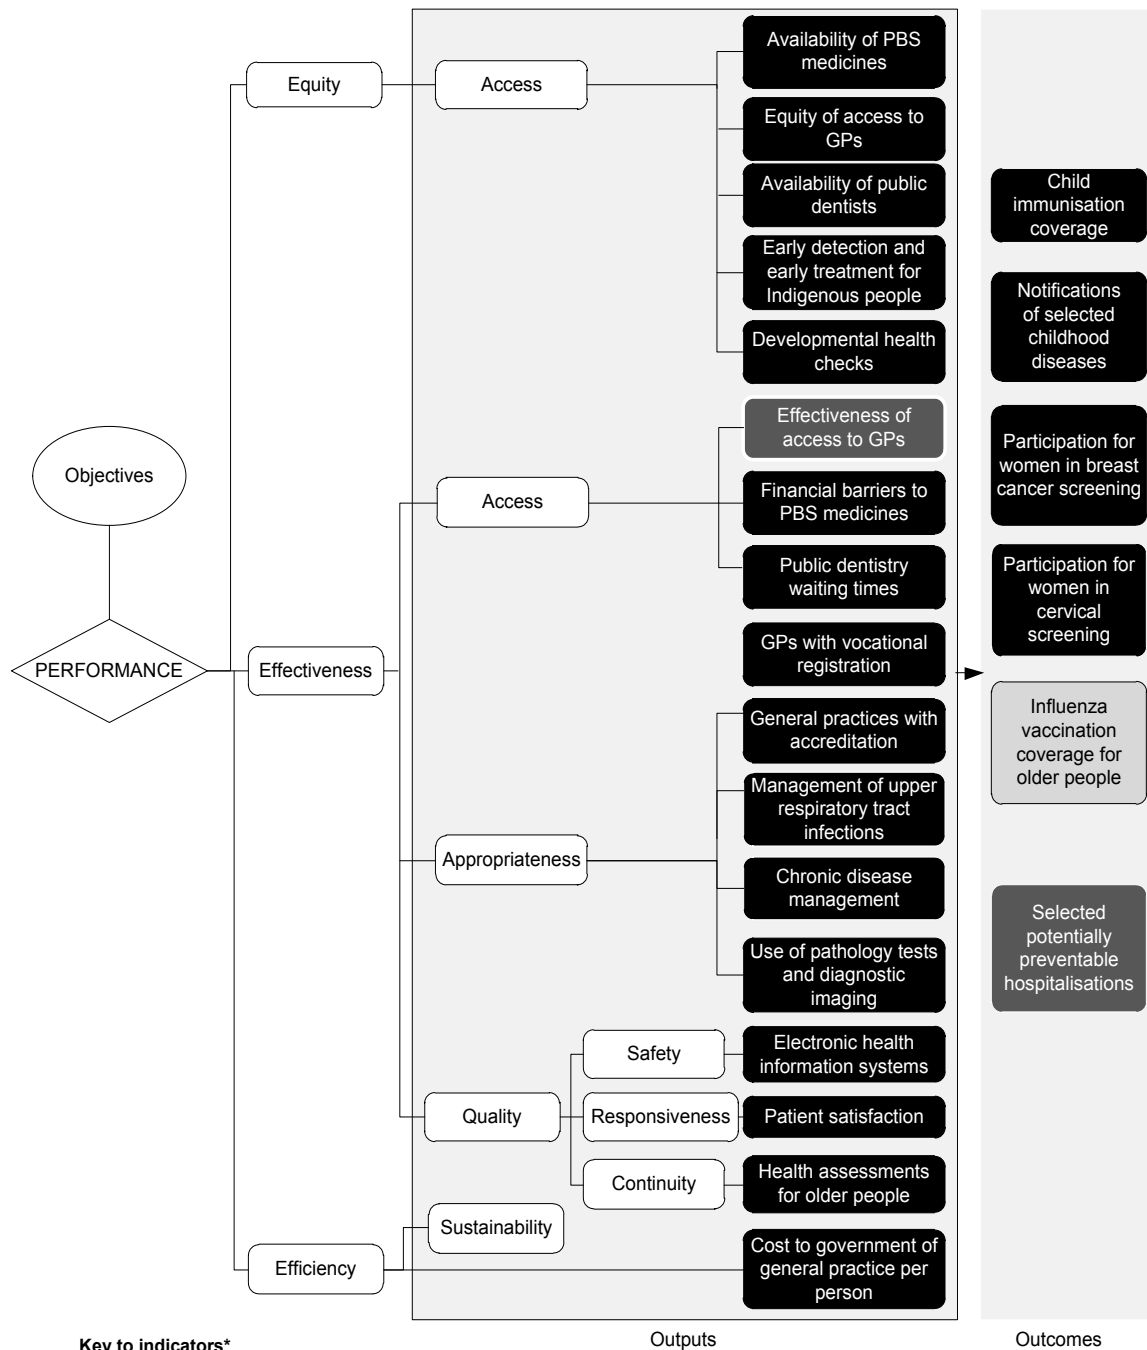 Objectives
PERFORMANCE
Equity
Effectiveness
Efficiency
Access
Access
Appropriateness
Quality
Sustainability
Safety
Responsiveness
Continuity
Availability of PBS
medicines
Equity of access to
GPs
Availability of public
dentists
Early detection and
early treatment for
Indigenous people
Developmental health
checks
Effectiveness of
access to GPs
Financial barriers to
PBS medicines
Public dentistry
waiting times
GPs with vocational
registration
General practices with
accreditation
Management of upper
respiratory tract
infections
Chronic disease
management
Use of pathology tests
and diagnostic
imaging
Electronic health
information systems
Patient satisfaction
Health assessments
for older people
Cost to government of
general practice per
person
Child
immunisation
coverage
Notifications
of selected
childhood
diseases
Participation for
women in breast
cancer screening
Participation for
women in
cervical
screening
Influenza
vaccination
coverage for
older people
Selected
potentially
preventable
hospitalisations
Outputs
Outcomes
Key to indicators*